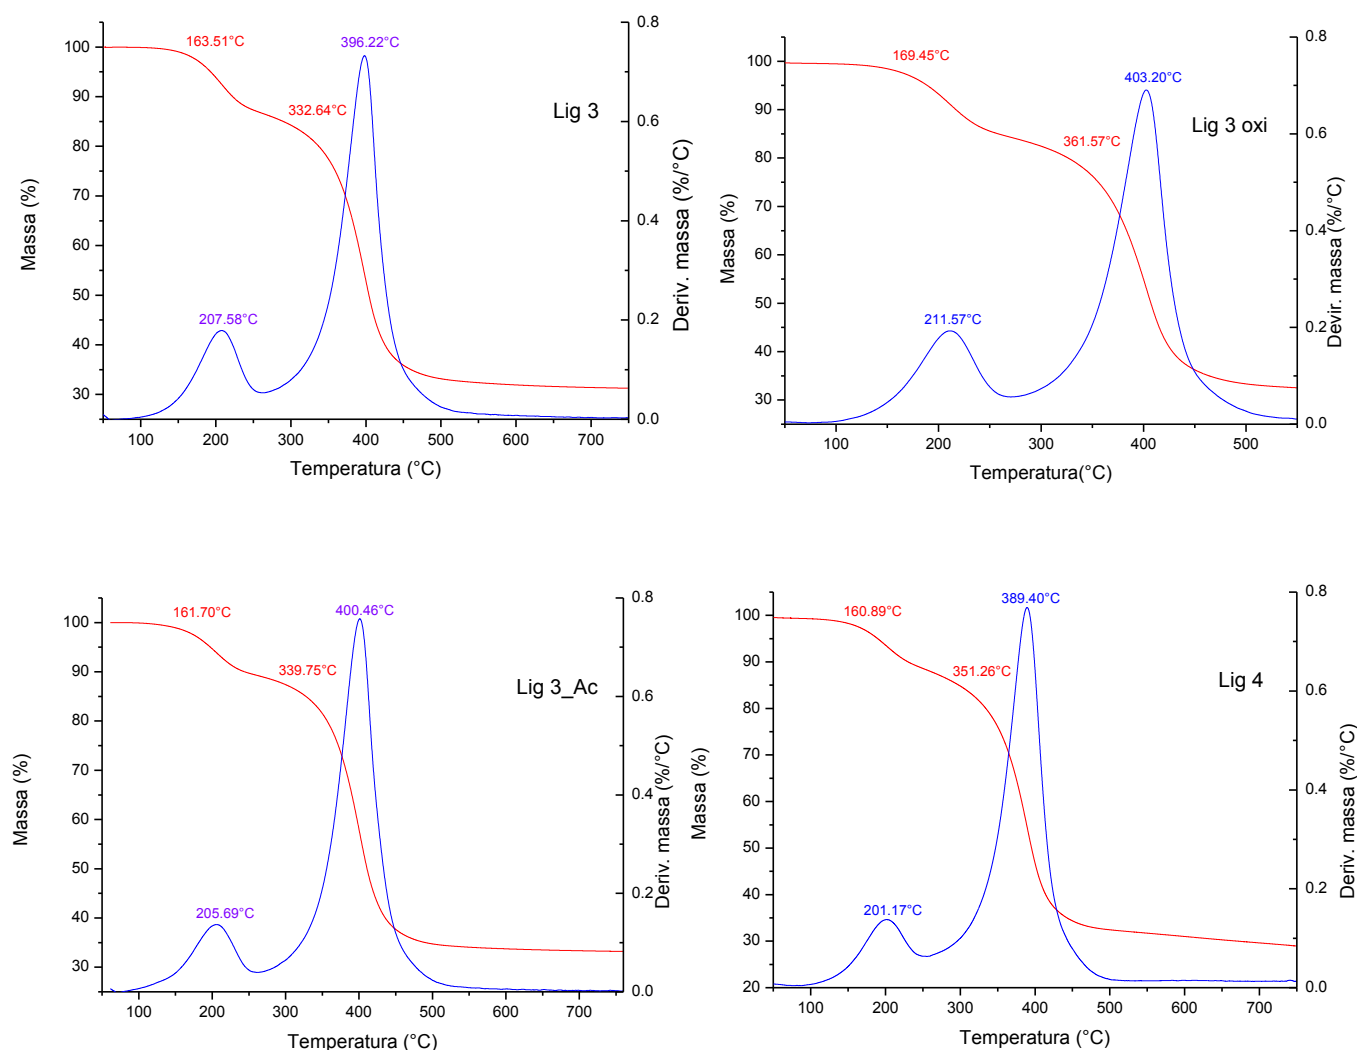 163.51°C
396.22°C
0.8
100
90
332.64°C
Lig 3
0.6
80
70
0.4
60
50
207.58°C
0.2
40
30
0.0
100 200 300 400 500 600 700
Massa (%)
Deriv. massa (%/°C)
Temperatura (°C)
0.8
169.45°C
100
403.20°C
90
Lig 3 oxi
0.6
361.57°C
80
70
0.4
60
50
211.57°C
0.2
40
30
0.0
100 200 300 400 500
Massa (%)
Devir. massa (%/°C)
Temperatura(°C)
0.8
161.70°C
400.46°C
100
90
339.75°C
Lig 3_Ac
0.6
80
70
0.4
60
50
205.69°C
0.2
40
30
0.0
100 200 300 400 500 600 700
Massa (%)
Deriv. massa (%/°C)
Temperatura (°C)
0.8
389.40°C
160.89°C
100
90
351.26°C
Lig 4
0.6
80
70
0.4
60
50
201.17°C
0.2
40
30
20
0.0
100 200 300 400 500 600 700
Massa (%)
Deriv. massa (%/°C)
Temperatura (°C)